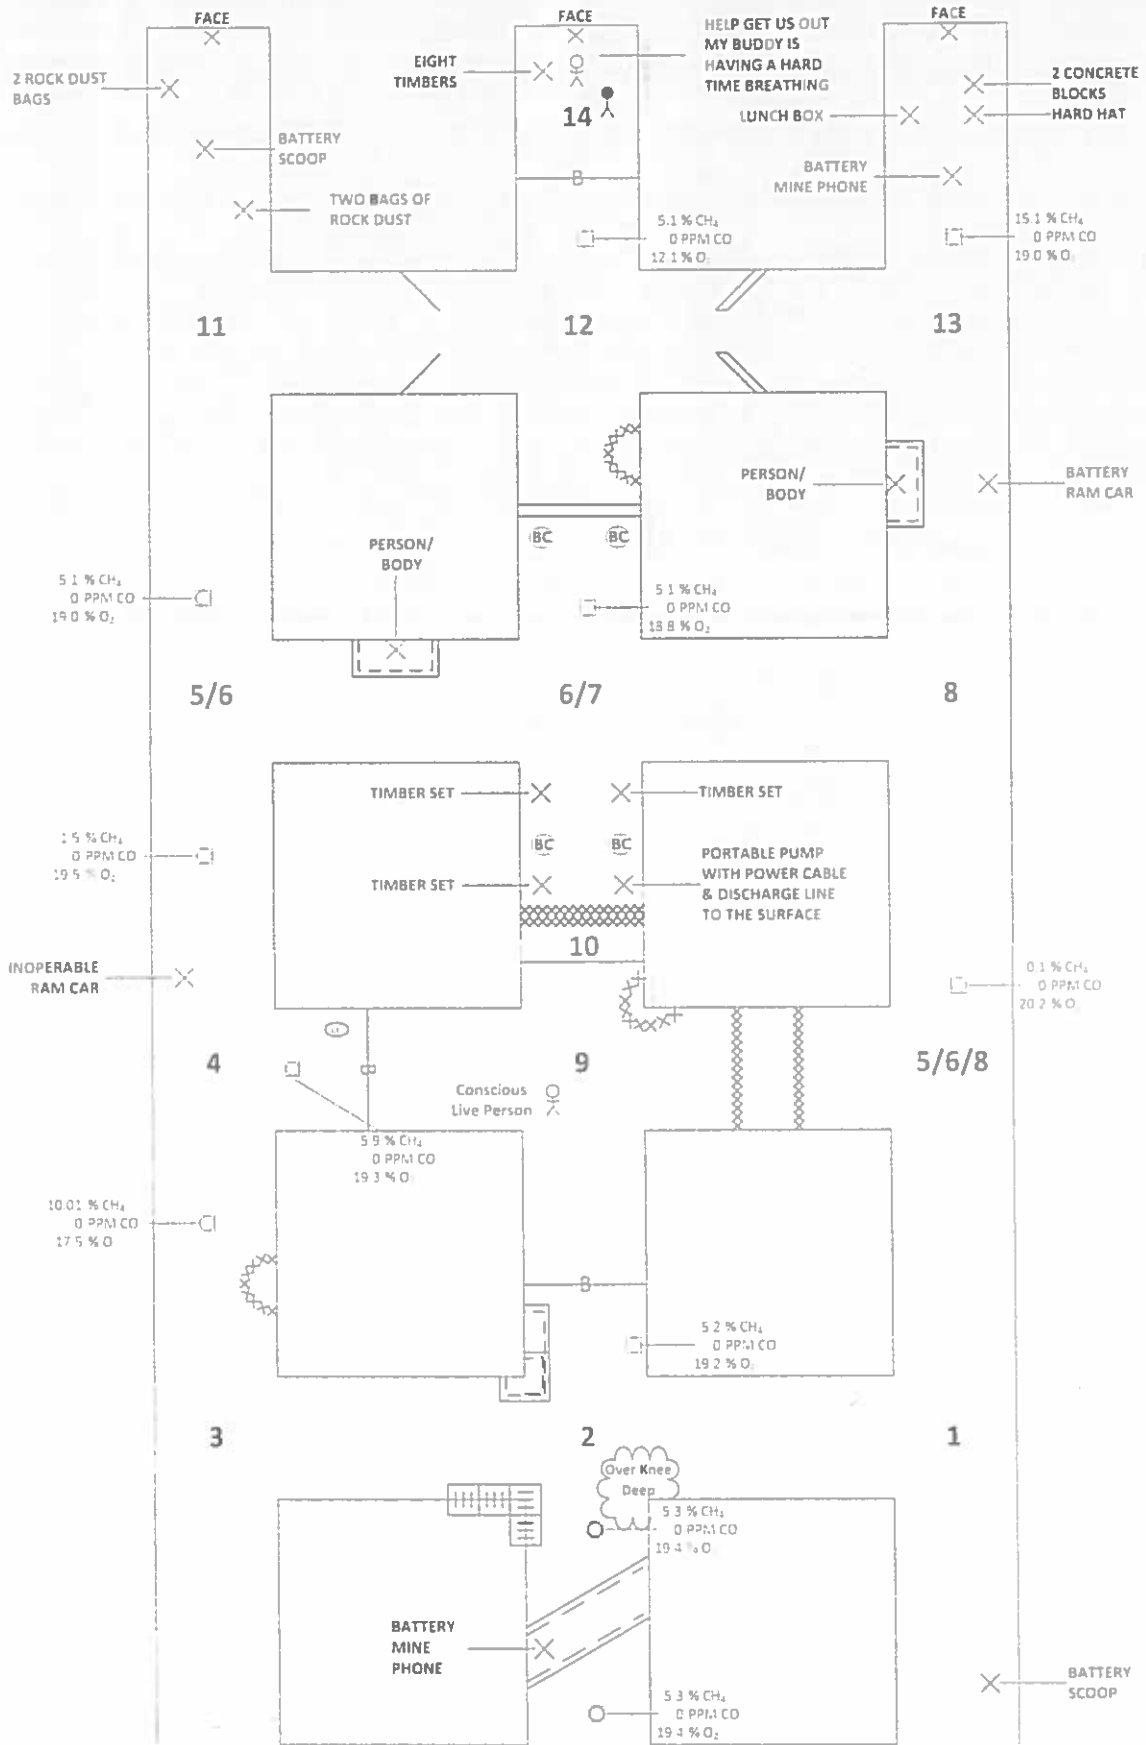 FACE
FACE
FACE
2 ROCK DUST
BAGS
EIGHT
TIMBERS
HELP GET US OUT
MY BUDDY IS
HAVING A HARD
TIME BREATHING
2 CONCRETE
BLOCKS
HARD HAT
LUNCH BOX
14
BATTERY
SCOOP
BATTERY
MINE PHONE
B
TWO BAGS OF
ROCK DUST
5.1 % CH₄
0 PPM CO
12.1 % O₂
15.1 % CH₄
0 PPM CO
19.0 % O₂
11
12
13
PERSON/
BODY
BATTERY
RAM CAR
BC
BC
PERSON/
BODY
5.1 % CH₄
0 PPM CO
19.0 % O₂
5.1 % CH₄
0 PPM CO
18.8 % O₂
5/6
6/7
8
TIMBER SET
TIMBER SET
1.5 % CH₄
0 PPM CO
19.5 % O₂
BC
BC
PORTABLE PUMP
WITH POWER CABLE
& DISCHARGE LINE
TO THE SURFACE
TIMBER SET
10
INOPERABLE
RAM CAR
0.1 % CH₄
0 PPM CO
20.2 % O₂
4
B
9
5/6/8
Conscious
Live Person
5.9 % CH₄
0 PPM CO
19.3 % O₂
10.01 % CH₄
0 PPM CO
17.5 % O
B
5.2 % CH₄
0 PPM CO
19.2 % O₂
3
2
1
Over Knee
Deep
5.3 % CH₄
0 PPM CO
19.4 % O₂
BATTERY
MINE
PHONE
5.3 % CH₄
0 PPM CO
19.4 % O₂
BATTERY
SCOOP